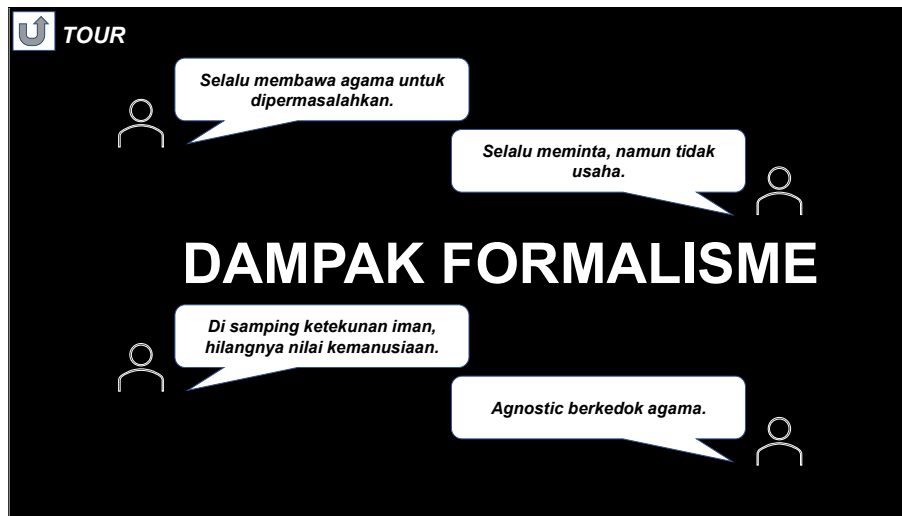 TOUR
Selalu membawa agama untuk
dipermasalahkan.
Selalu meminta, namun tidak
usaha.
DAMPAK FORMALISME
Di samping ketekunan iman,
hilangnya nilai kemanusiaan.
Agnostic berkedok agama.